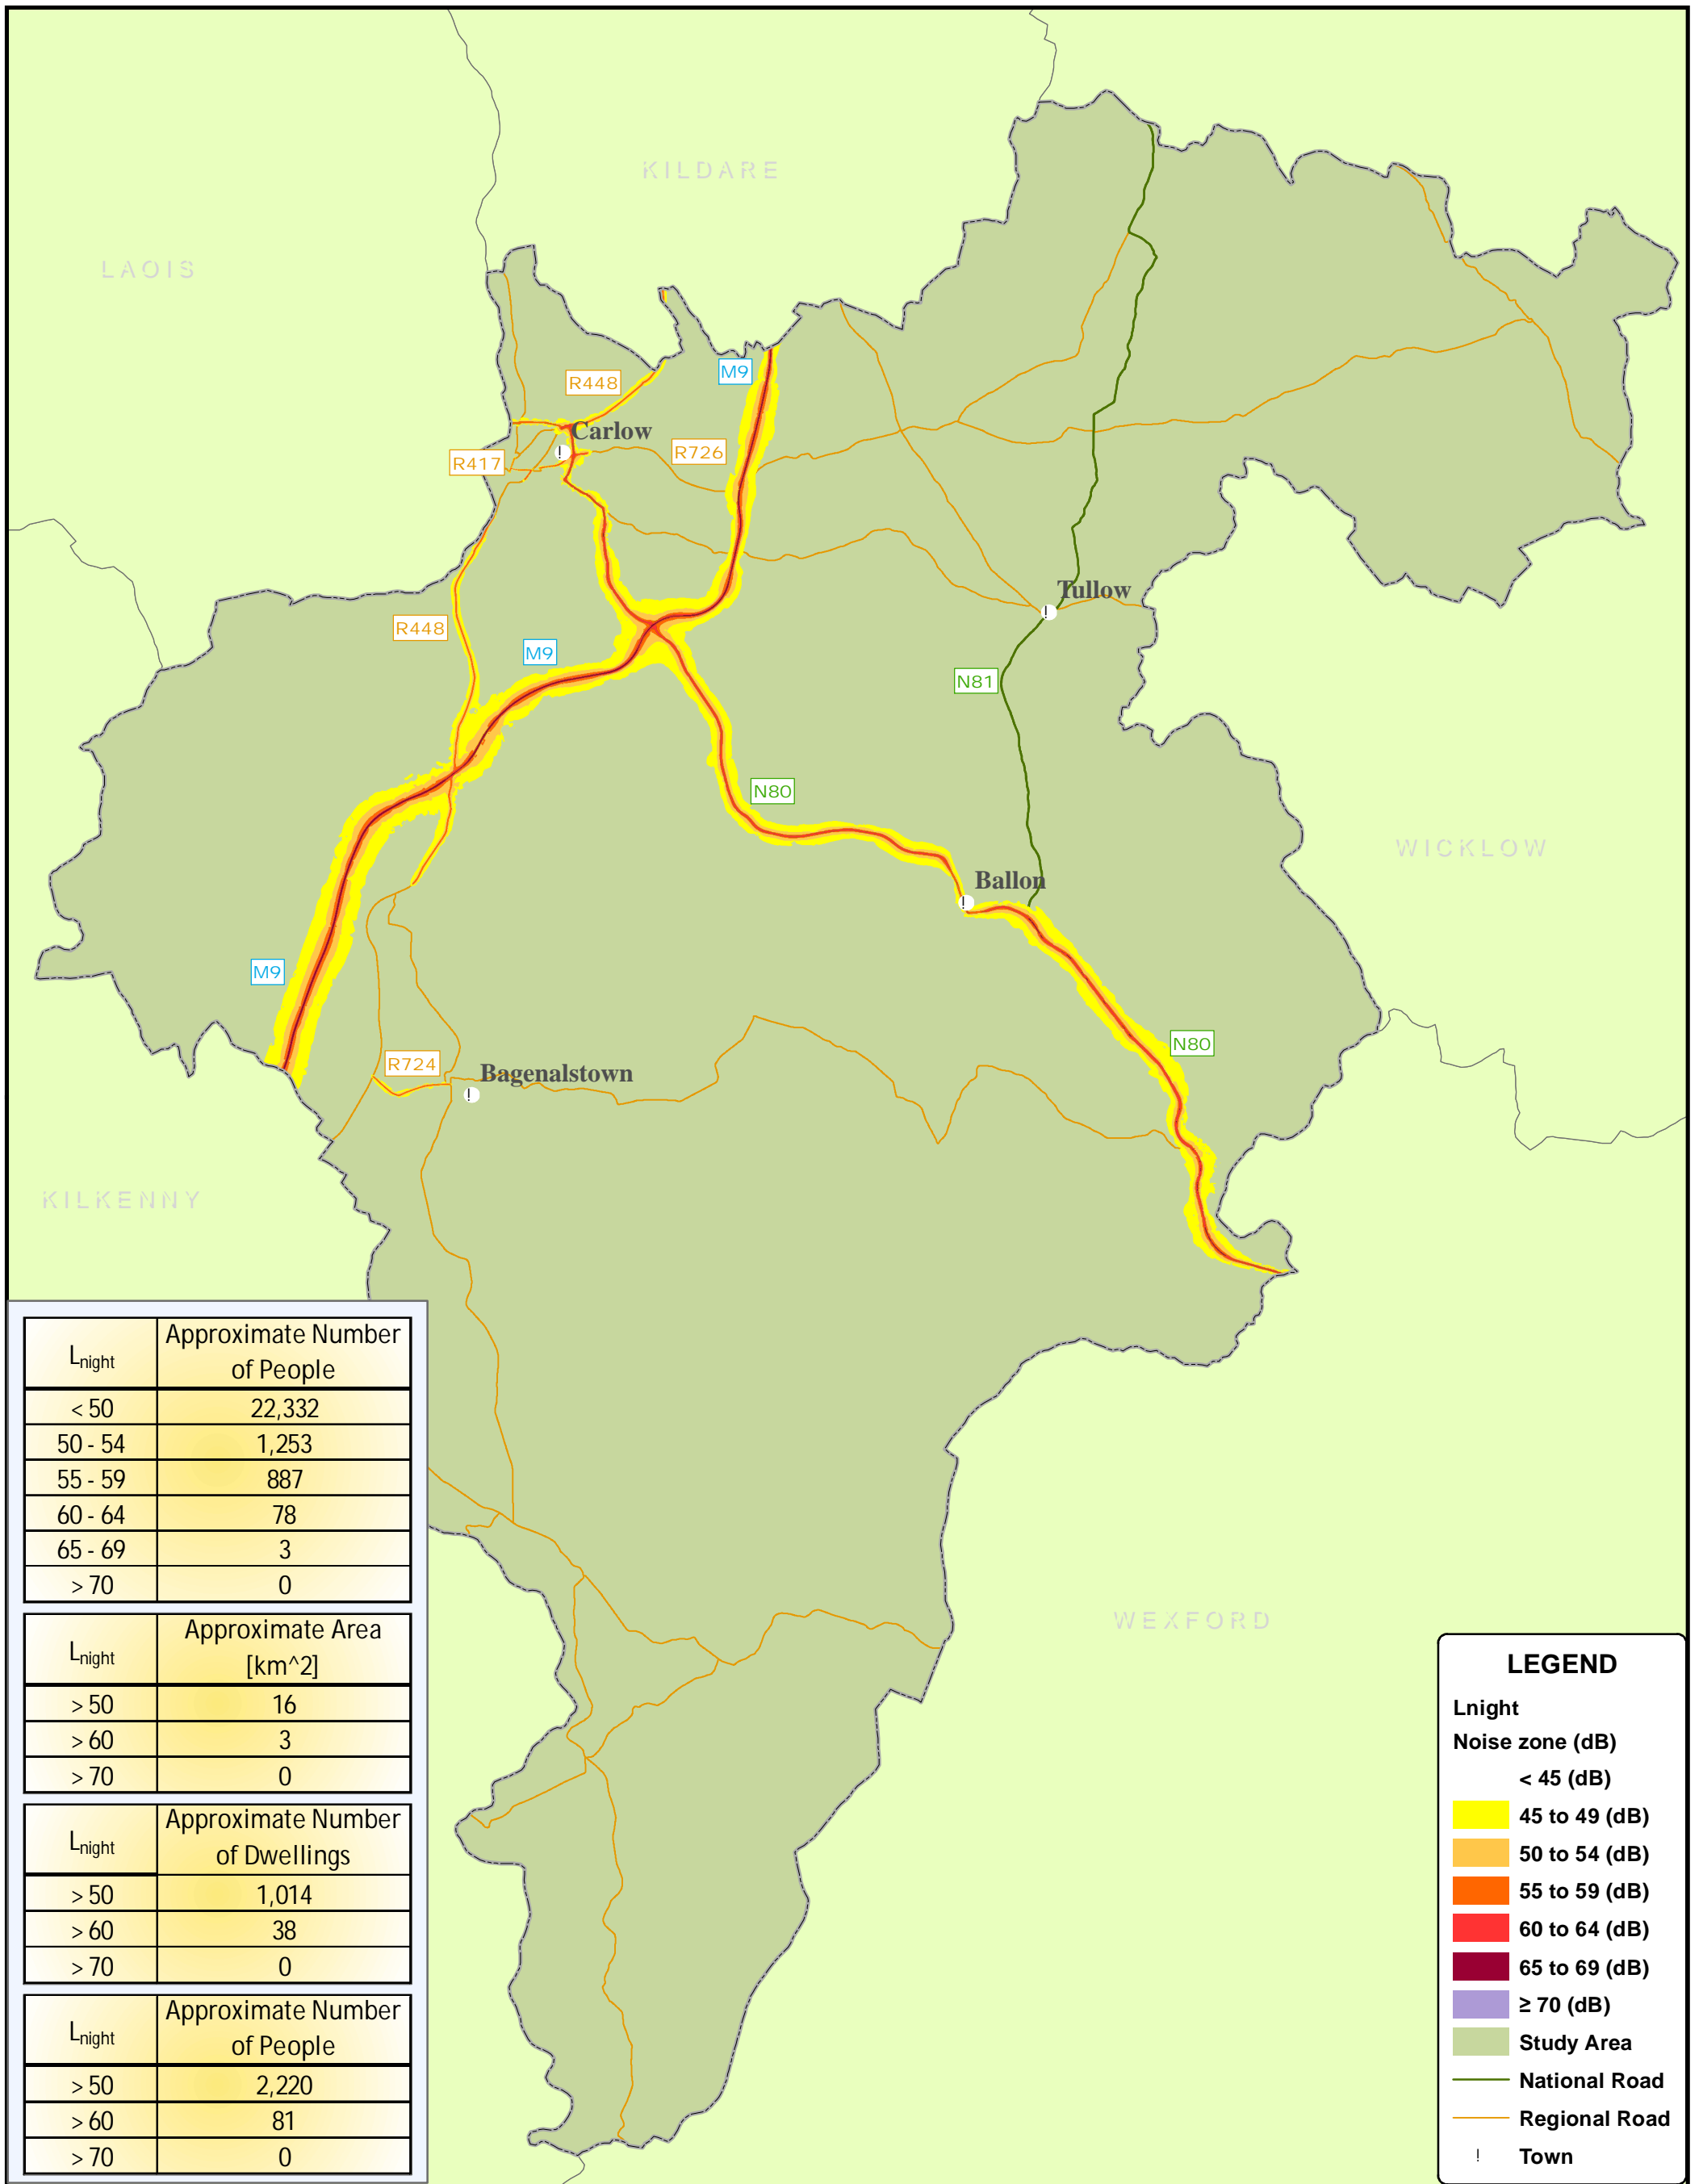 KILDARE
LAOIS
M9
R448
Carlow
R726
R417
Tullow
R448
M9
N81
N80
WICKLOW
Ballon
M9
N80
R724
Bagenalstown
KILKENNY
WEXFORD
Lnight Approximate Number of People
< 50 22,332
50 - 54 1,253
55 - 59 887
60 - 64 78
65 - 69 3
> 70 0
Lnight Approximate Area [km^2]
> 50 16
> 60 3
> 70 0
Lnight Approximate Number of Dwellings
> 50 1,014
> 60 38
> 70 0
Lnight Approximate Number of People
> 50 2,220
> 60 81
> 70 0
LEGEND
Lnight
Noise zone (dB)
< 45 (dB)
45 to 49 (dB)
50 to 54 (dB)
55 to 59 (dB)
60 to 64 (dB)
65 to 69 (dB)
≥ 70 (dB)
Study Area
National Road
Regional Road
! Town